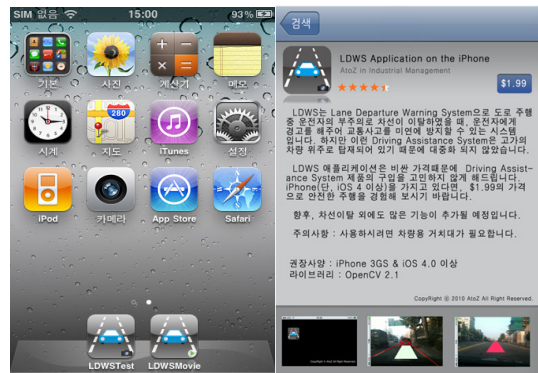 SIM 없음 15:00 93%
기본 사진 계산기 메모
280
시계 지도 iTunes 설정
iPod 카메라 App Store Safari
LDWSTest LDWSMovie
검색
LDWS Application on the iPhone
AtoZ in Industrial Management
$1.99
LDWS는 Lane Departure Warning System으로 도로 주행
중 운전자의 부주의로 차선이 이탈하였을 때, 운전자에게
경고를 해주어 교통사고를 미연에 방지할 수 있는 시스템
입니다. 하지만 이런 Driving Assistance System은 고가의
차량 위주로 탑재되어 있기 때문에 대중화 되지 않았습니다.
LDWS 애플리케이션은 비싼 가격때문에 Driving Assist-
ance System 제품의 구입을 고민하지 않게 해드립니다.
iPhone(단, iOS 4 이상)을 가지고 있다면, $1.99의 가격
으로 안전한 주행을 경험해 보시기 바랍니다.
향후, 차선이탈 외에도 많은 기능이 추가될 예정입니다.
주의사항 : 사용하시려면 차량용 거치대가 필요합니다.
권장사양 : iPhone 3GS & iOS 4.0 이상
라이브러리 : OpenCV 2.1
CopyRight ⓒ 2010 AtoZ All Right Reserved.